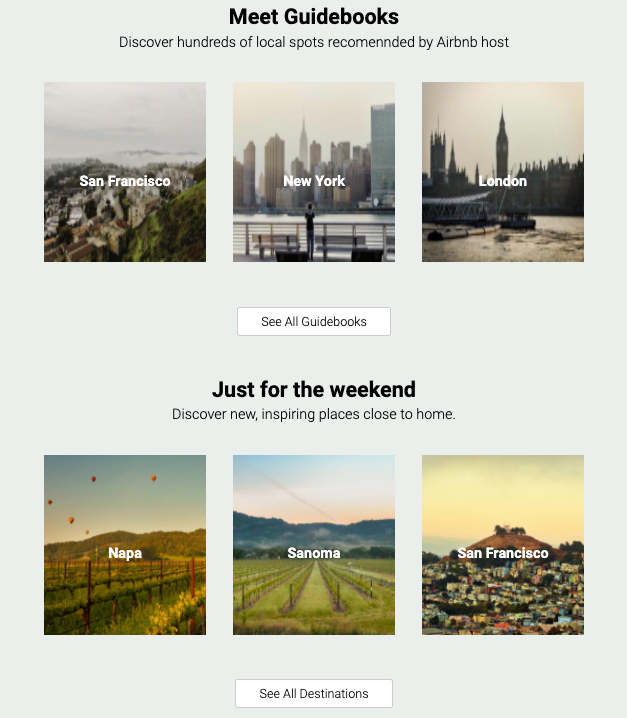 Meet Guidebooks
Discover hundreds of local spots recomennded by Airbnb host
San Francisco
New York
London
See All Guidebooks
Just for the weekend
Discover new, inspiring places close to home.
Napa
Sanoma
San Francisco
See All Destinations